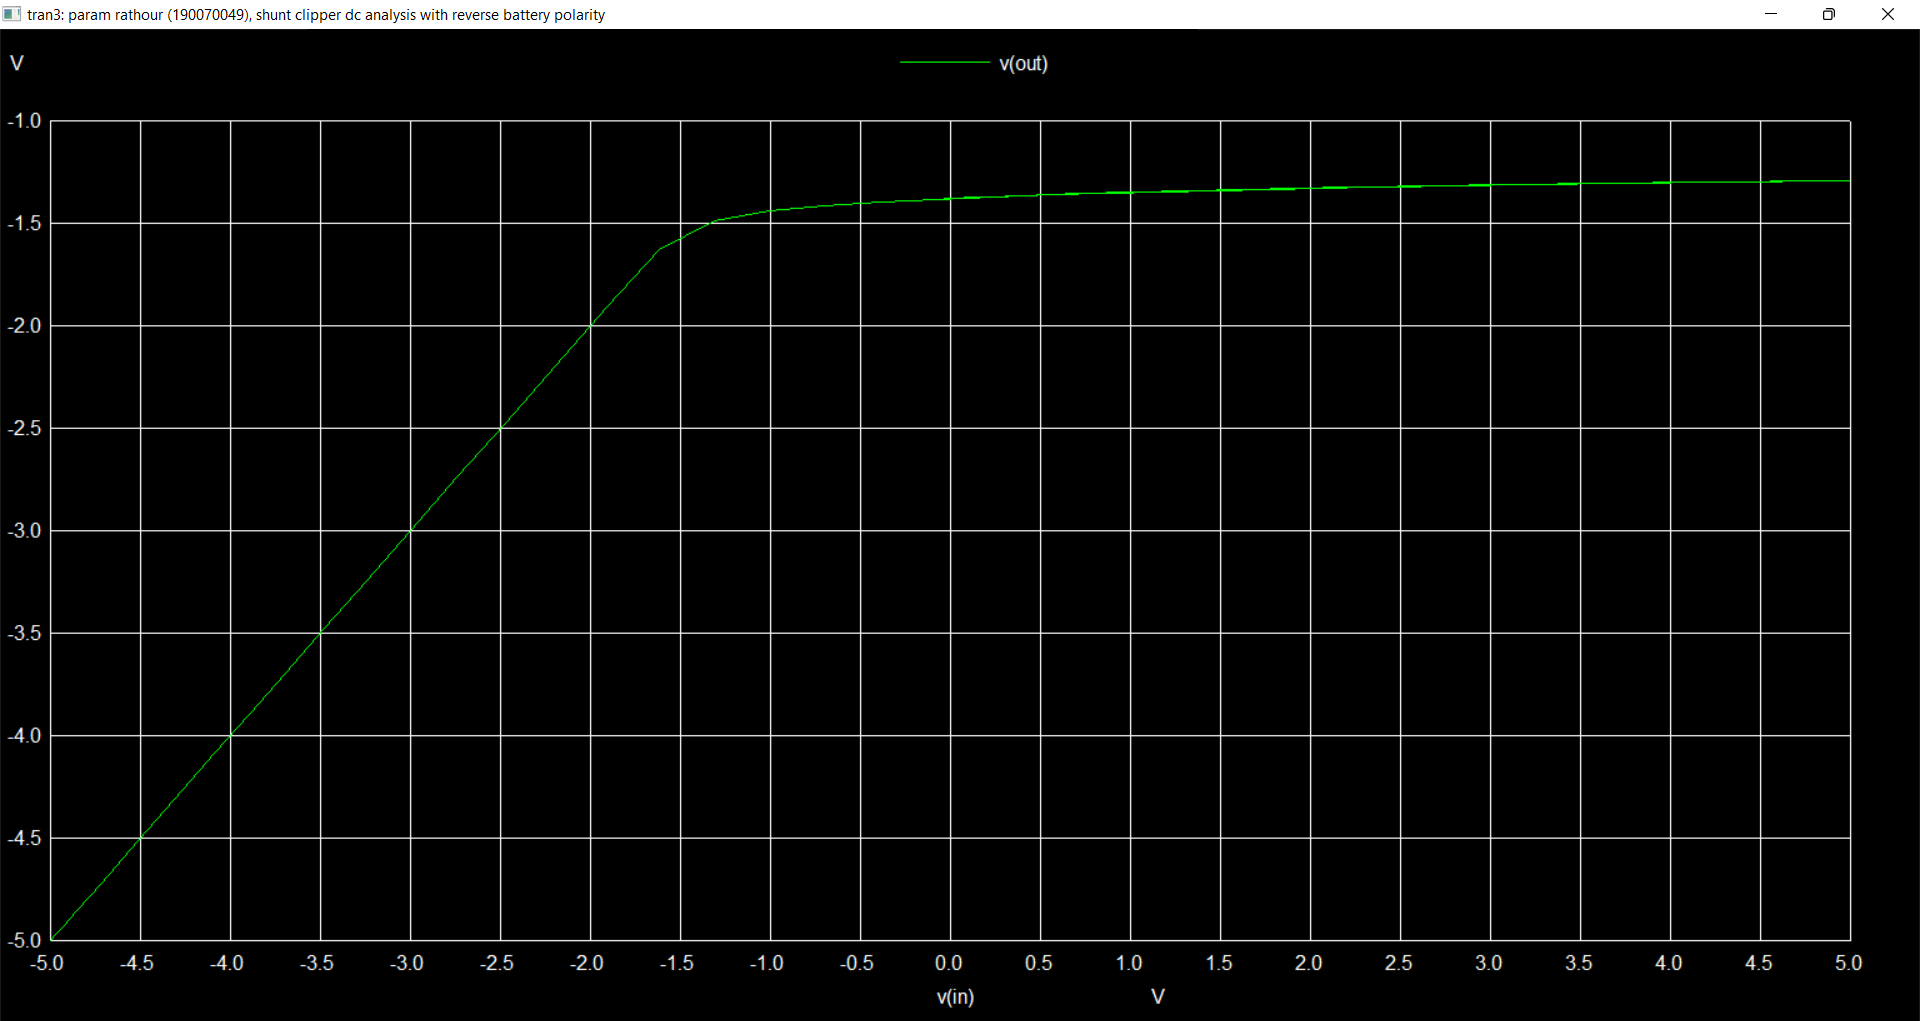 tran3: param rathour (190070049), shunt clipper dc analysis with reverse battery polarity
V
v(out)
-1.0
-1.5
-2.0
-2.5
-3.0
-3.5
-4.0
-4.5
-5.0
-5.0 -4.5 -4.0 -3.5 -3.0 -2.5 -2.0 -1.5 -1.0 -0.5 0.0 0.5 1.0 1.5 2.0 2.5 3.0 3.5 4.0 4.5 5.0
v(in) V